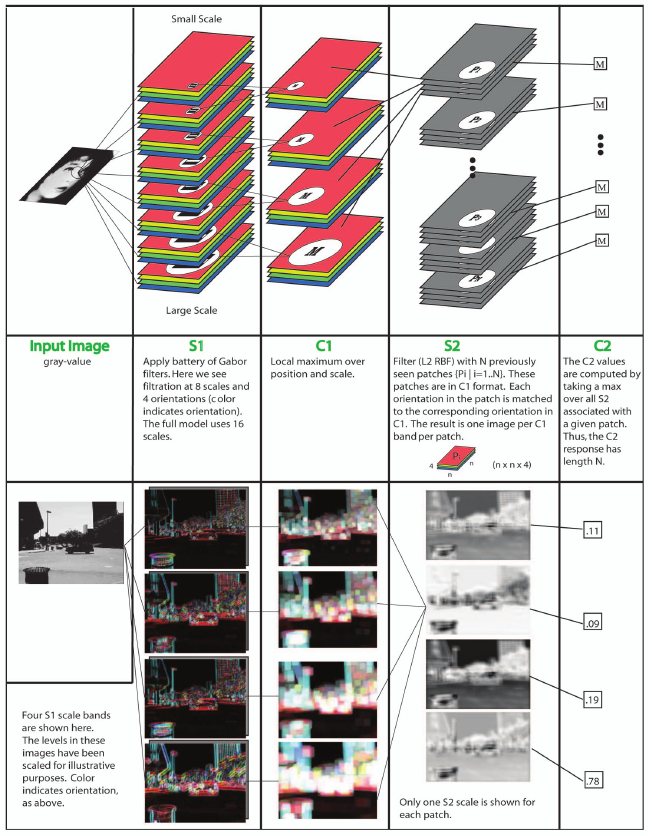 Small Scale
M
M
M
M
M
Pi
P2
Pi
M
M
M
M
M
Large Scale
Input Image
gray-value
S1
Apply battery of Gabor
filters. Here we see
filtration at 8 scales and
4 orientations (color
indicates orientation).
The full model uses 16
scales.
C1
Local maximum over
position and scale.
S2
Filter (L2 RBF) with N previously
seen patches {Pi | i=1..N}. These
patches are in C1 format. Each
orientation in the patch is matched
to the corresponding orientation in
C1. The result is one image per C1
band per patch.
Pi
4
n
n
(n x n x 4)
C2
The C2 values
are computed by
taking a max
over all S2
associated with
a given patch.
Thus, the C2
response has
length N.
.11
.09
.19
.78
Four S1 scale bands
are shown here.
The levels in these
images have been
scaled for illustrative
purposes. Color
indicates orientation,
as above.
Only one S2 scale is shown for
each patch.